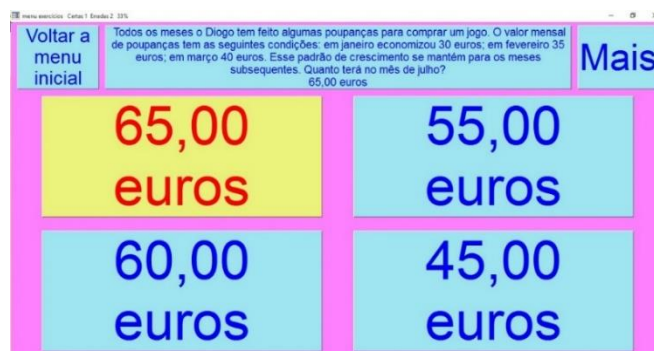 menu exercicios Cartas 1 Erradas 2 33%
Voltar a
menu
inicial
Todos os meses o Diogo tem feito algumas poupanças para comprar um jogo. O valor mensal
de poupanças tem as seguintes condições: em janeiro economizou 30 euros; em fevereiro 35
euros; em março 40 euros. Esse padrão de crescimento se mantém para os meses
subsequentes. Quanto terá no mês de julho?
65,00 euros
Mais
65,00
euros
55,00
euros
60,00
euros
45,00
euros